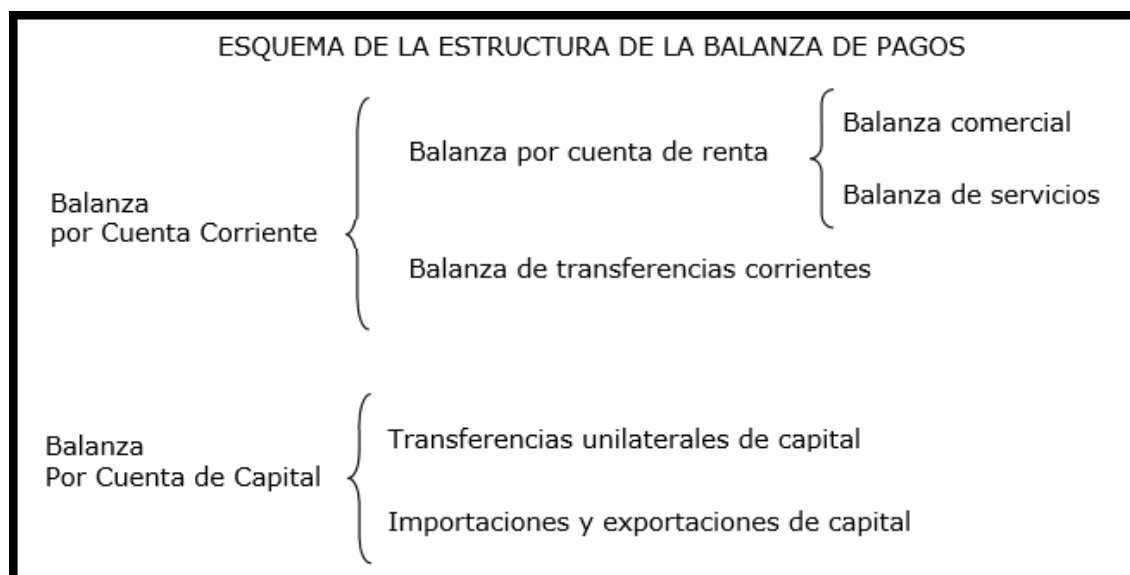 ESQUEMA DE LA ESTRUCTURA DE LA BALANZA DE PAGOS
Balanza
por Cuenta Corriente
Balanza por cuenta de renta
Balanza comercial
Balanza de servicios
Balanza de transferencias corrientes
Balanza
Por Cuenta de Capital
Transferencias unilaterales de capital
Importaciones y exportaciones de capital